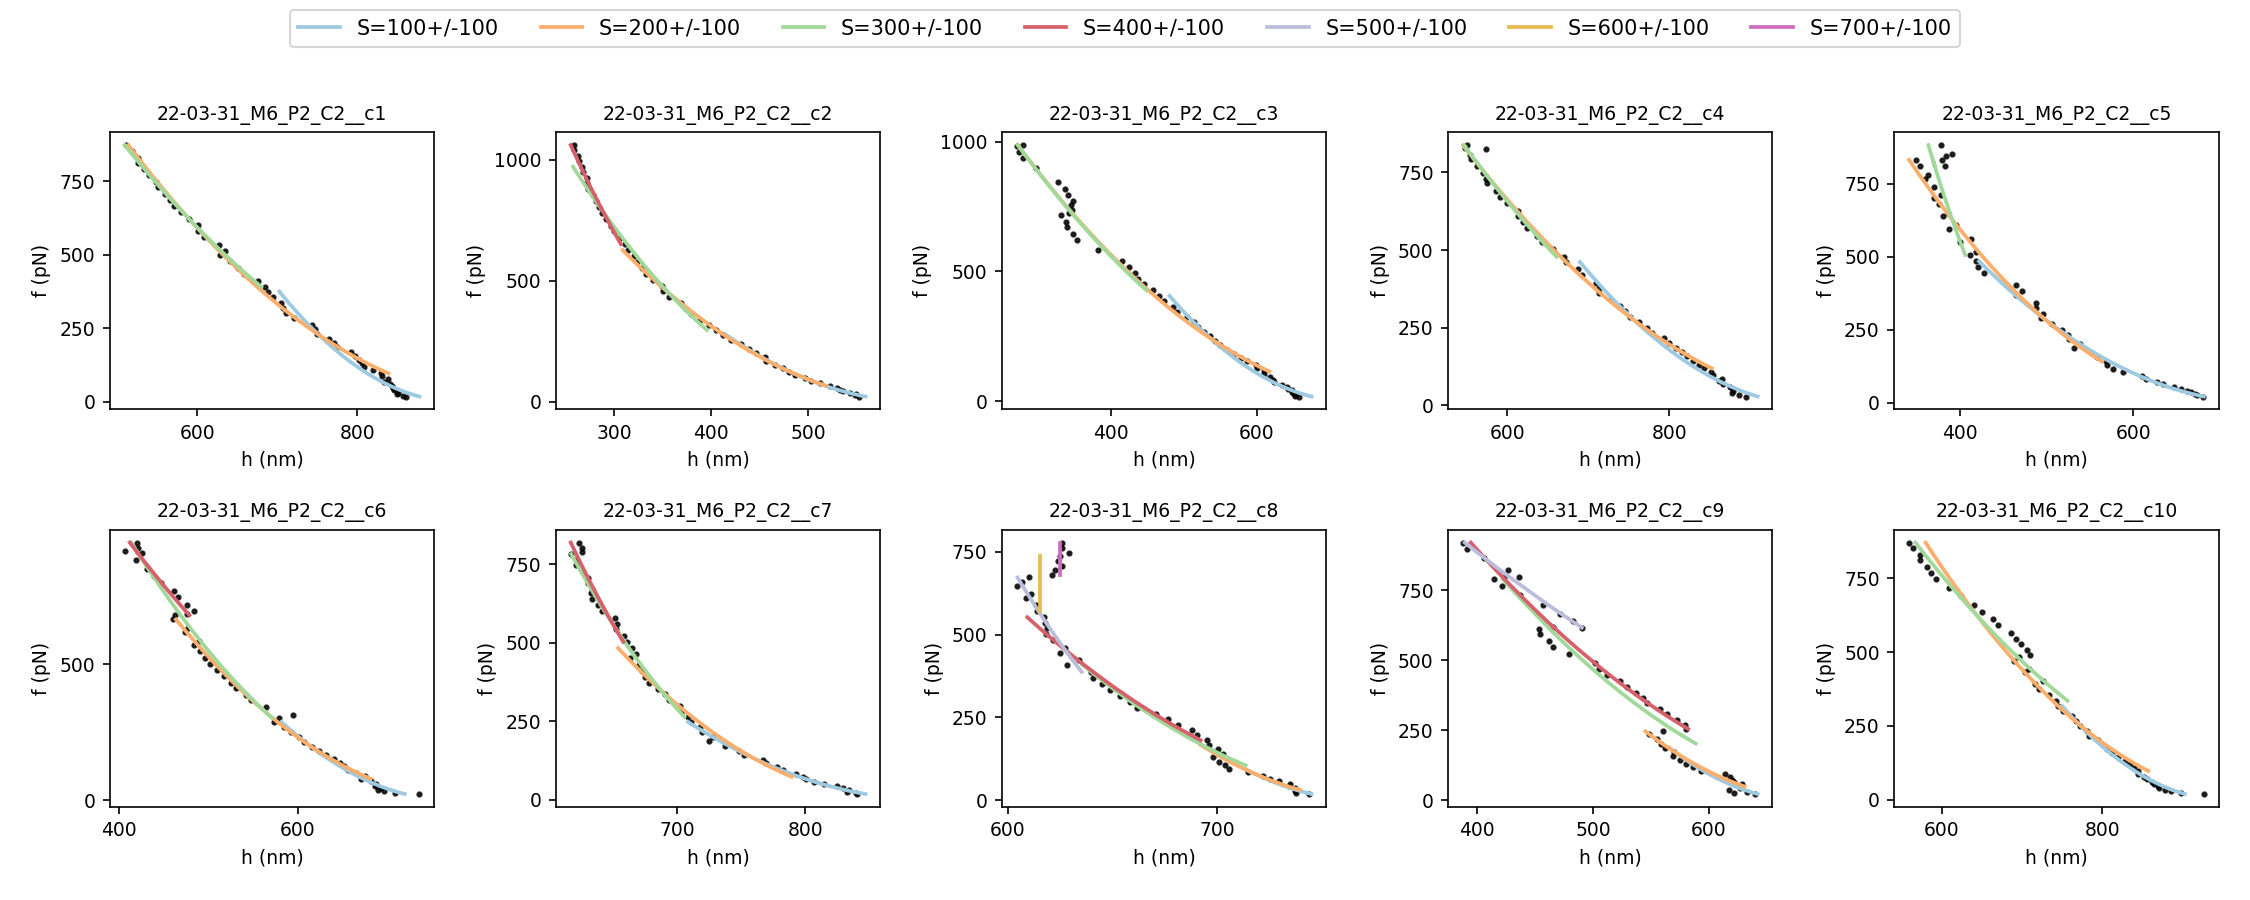 S=100+/-100 S=200+/-100 S=300+/-100 S=400+/-100 S=500+/-100 S=600+/-100 S=700+/-100
22-03-31_M6_P2_C2__c1
750
500
250
0
f (pN)
600 800
h (nm)
22-03-31_M6_P2_C2__c2
1000
500
0
f (pN)
300 400 500
h (nm)
22-03-31_M6_P2_C2__c3
1000
500
0
f (pN)
400 600
h (nm)
22-03-31_M6_P2_C2__c4
750
500
250
0
f (pN)
600 800
h (nm)
22-03-31_M6_P2_C2__c5
750
500
250
0
f (pN)
400 600
h (nm)
22-03-31_M6_P2_C2__c6
500
0
f (pN)
400 600
h (nm)
22-03-31_M6_P2_C2__c7
750
500
250
0
f (pN)
700 800
h (nm)
22-03-31_M6_P2_C2__c8
750
500
250
0
f (pN)
600 700
h (nm)
22-03-31_M6_P2_C2__c9
750
500
250
0
f (pN)
400 500 600
h (nm)
22-03-31_M6_P2_C2__c10
750
500
250
0
f (pN)
600 800
h (nm)